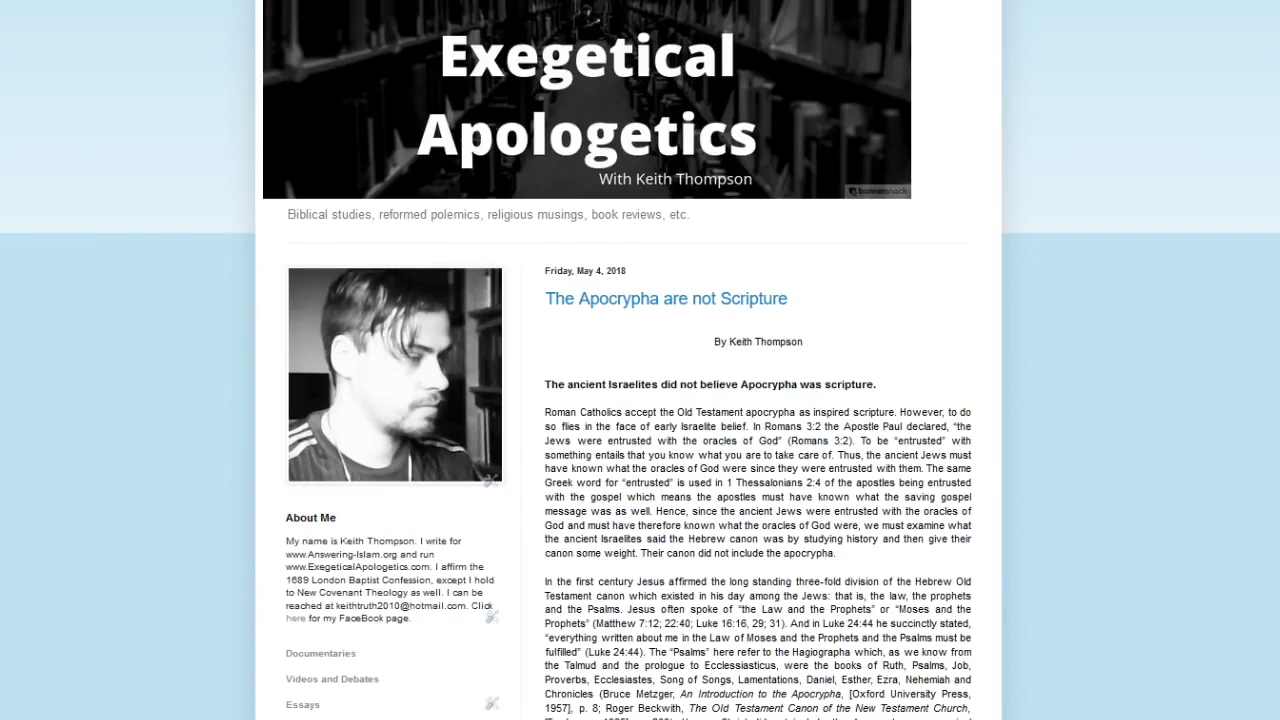 Exegetical
Apologetics
With Keith Thompson
bannersnack
Biblical studies, reformed polemics, religious musings, book reviews, etc.
About Me
My name is Keith Thompson. I write for
www.Answering-Islam.org and run
www.ExegeticalApologetics.com. I affirm the
1689 London Baptist Confession, except I hold
to New Covenant Theology as well. I can be
reached at keithtruth2010@hotmail.com. Click
here for my FaceBook page.
Documentaries
Videos and Debates
Essays
Friday, May 4, 2018
The Apocrypha are not Scripture
By Keith Thompson
The ancient Israelites did not believe Apocrypha was scripture.
Roman Catholics accept the Old Testament apocrypha as inspired scripture. However, to do
so flies in the face of early Israelite belief. In Romans 3:2 the Apostle Paul declared, “the
Jews were entrusted with the oracles of God” (Romans 3:2). To be “entrusted” with
something entails that you know what you are to take care of. Thus, the ancient Jews must
have known what the oracles of God were since they were entrusted with them. The same
Greek word for “entrusted” is used in 1 Thessalonians 2:4 of the apostles being entrusted
with the gospel which means the apostles must have known what the saving gospel
message was as well. Hence, since the ancient Jews were entrusted with the oracles of
God and must have therefore known what the oracles of God were, we must examine what
the ancient Israelites said the Hebrew canon was by studying history and then give their
canon some weight. Their canon did not include the apocrypha.
In the first century Jesus affirmed the long standing three-fold division of the Hebrew Old
Testament canon which existed in his day among the Jews: that is, the law, the prophets
and the Psalms. Jesus often spoke of “the Law and the Prophets” or “Moses and the
Prophets” (Matthew 7:12; 22:40; Luke 16:16, 29; 31). And in Luke 24:44 he succinctly stated,
“everything written about me in the Law of Moses and the Prophets and the Psalms must be
fulfilled” (Luke 24:44). The “Psalms” here refer to the Hagiographa which, as we know from
the Talmud and the prologue to Ecclessiasticus, were the books of Ruth, Psalms, Job,
Proverbs, Ecclesiastes, Song of Songs, Lamentations, Daniel, Esther, Ezra, Nehemiah and
Chronicles (Bruce Metzger, An Introduction to the Apocrypha, [Oxford University Press,
1957], p. 8; Roger Beckwith, The Old Testament Canon of the New Testament Church,